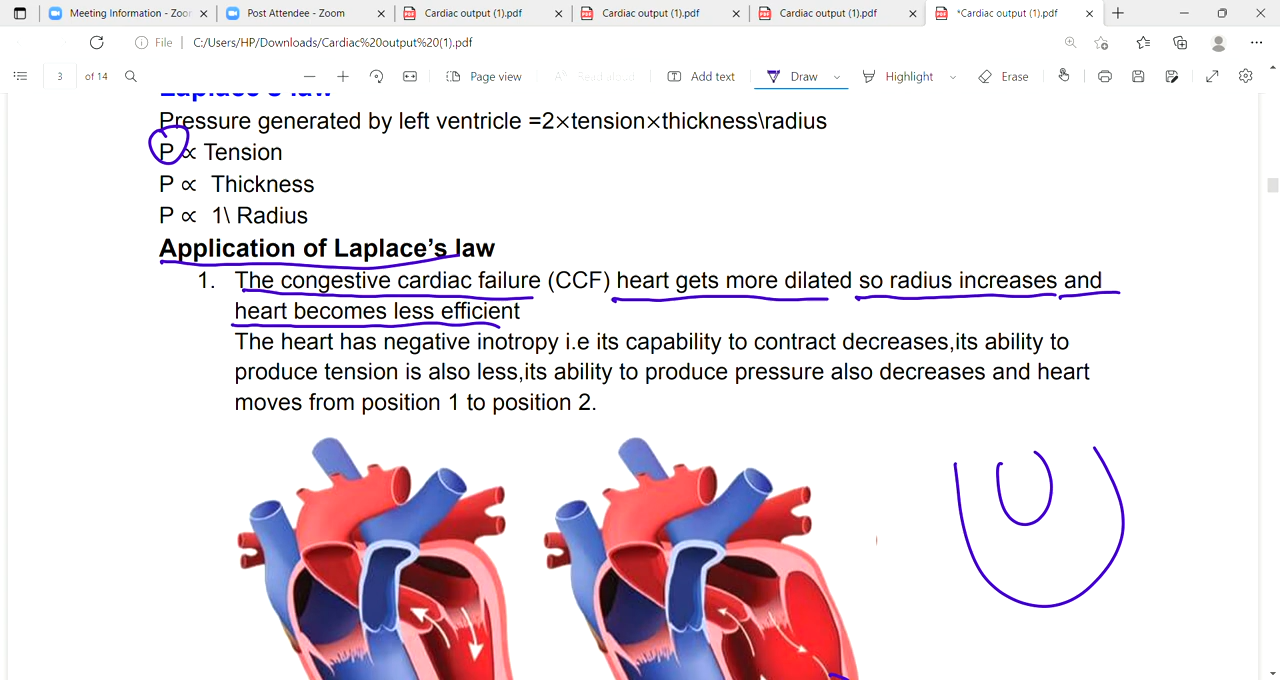 Meeting Information - Zoor
Post Attendee - Zoom
Cardiac output (1).pdf
Cardiac output (1).pdf
Cardiac output (1).pdf
*Cardiac output (1).pdf
File
C:/Users/HP/Downloads/Cardiac%20output%20(1).pdf
3 of 14
Page view
Read aloud
Add text
Draw
Highlight
Erase
Laplace's law
Pressure generated by left ventricle =2×tension×thickness\radius
P ∝ Tension
P ∝ Thickness
P ∝ 1\ Radius
Application of Laplace's law
1. The congestive cardiac failure (CCF) heart gets more dilated so radius increases and
heart becomes less efficient
The heart has negative inotropy i.e its capability to contract decreases,its ability to
produce tension is also less,its ability to produce pressure also decreases and heart
moves from position 1 to position 2.